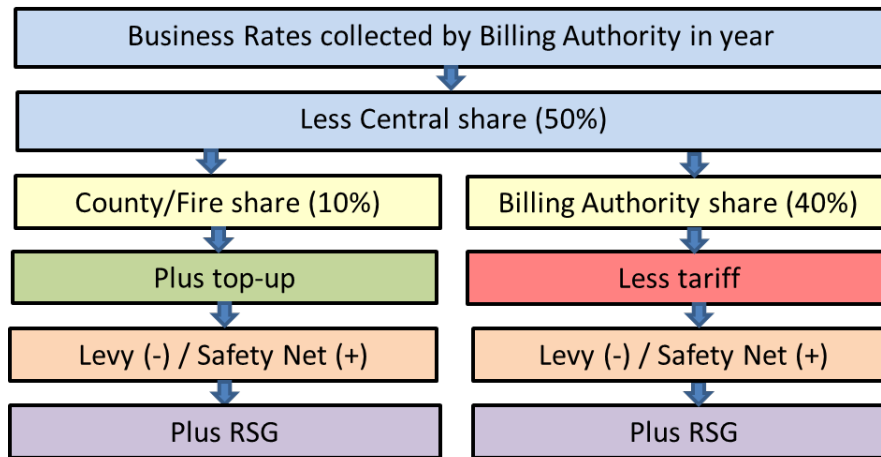 Business Rates collected by Billing Authority in year
Less Central share (50%)
County/Fire share (10%)
Billing Authority share (40%)
Plus top-up
Less tariff
Levy (-) / Safety Net (+)
Levy (-) / Safety Net (+)
Plus RSG
Plus RSG